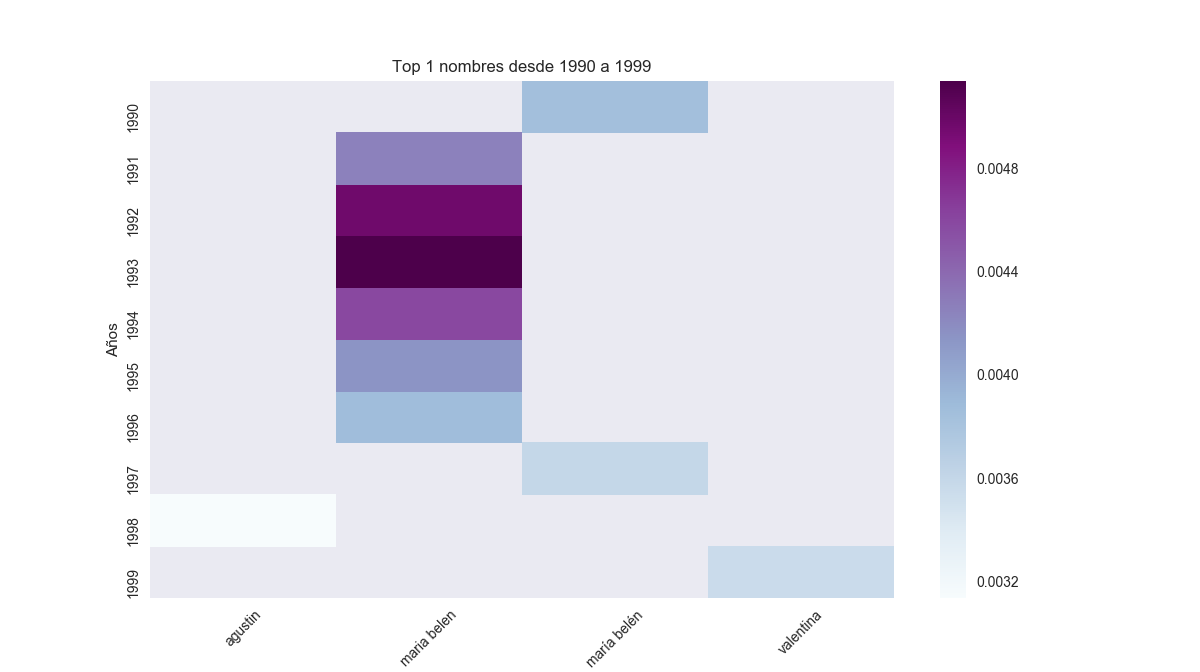 Top 1 nombres desde 1990 a 1999
Años
1990
1991
1992
1993
1994
1995
1996
1997
1998
1999
agustin
maria belen
maría belén
valentina
0.0048
0.0044
0.0040
0.0036
0.0032